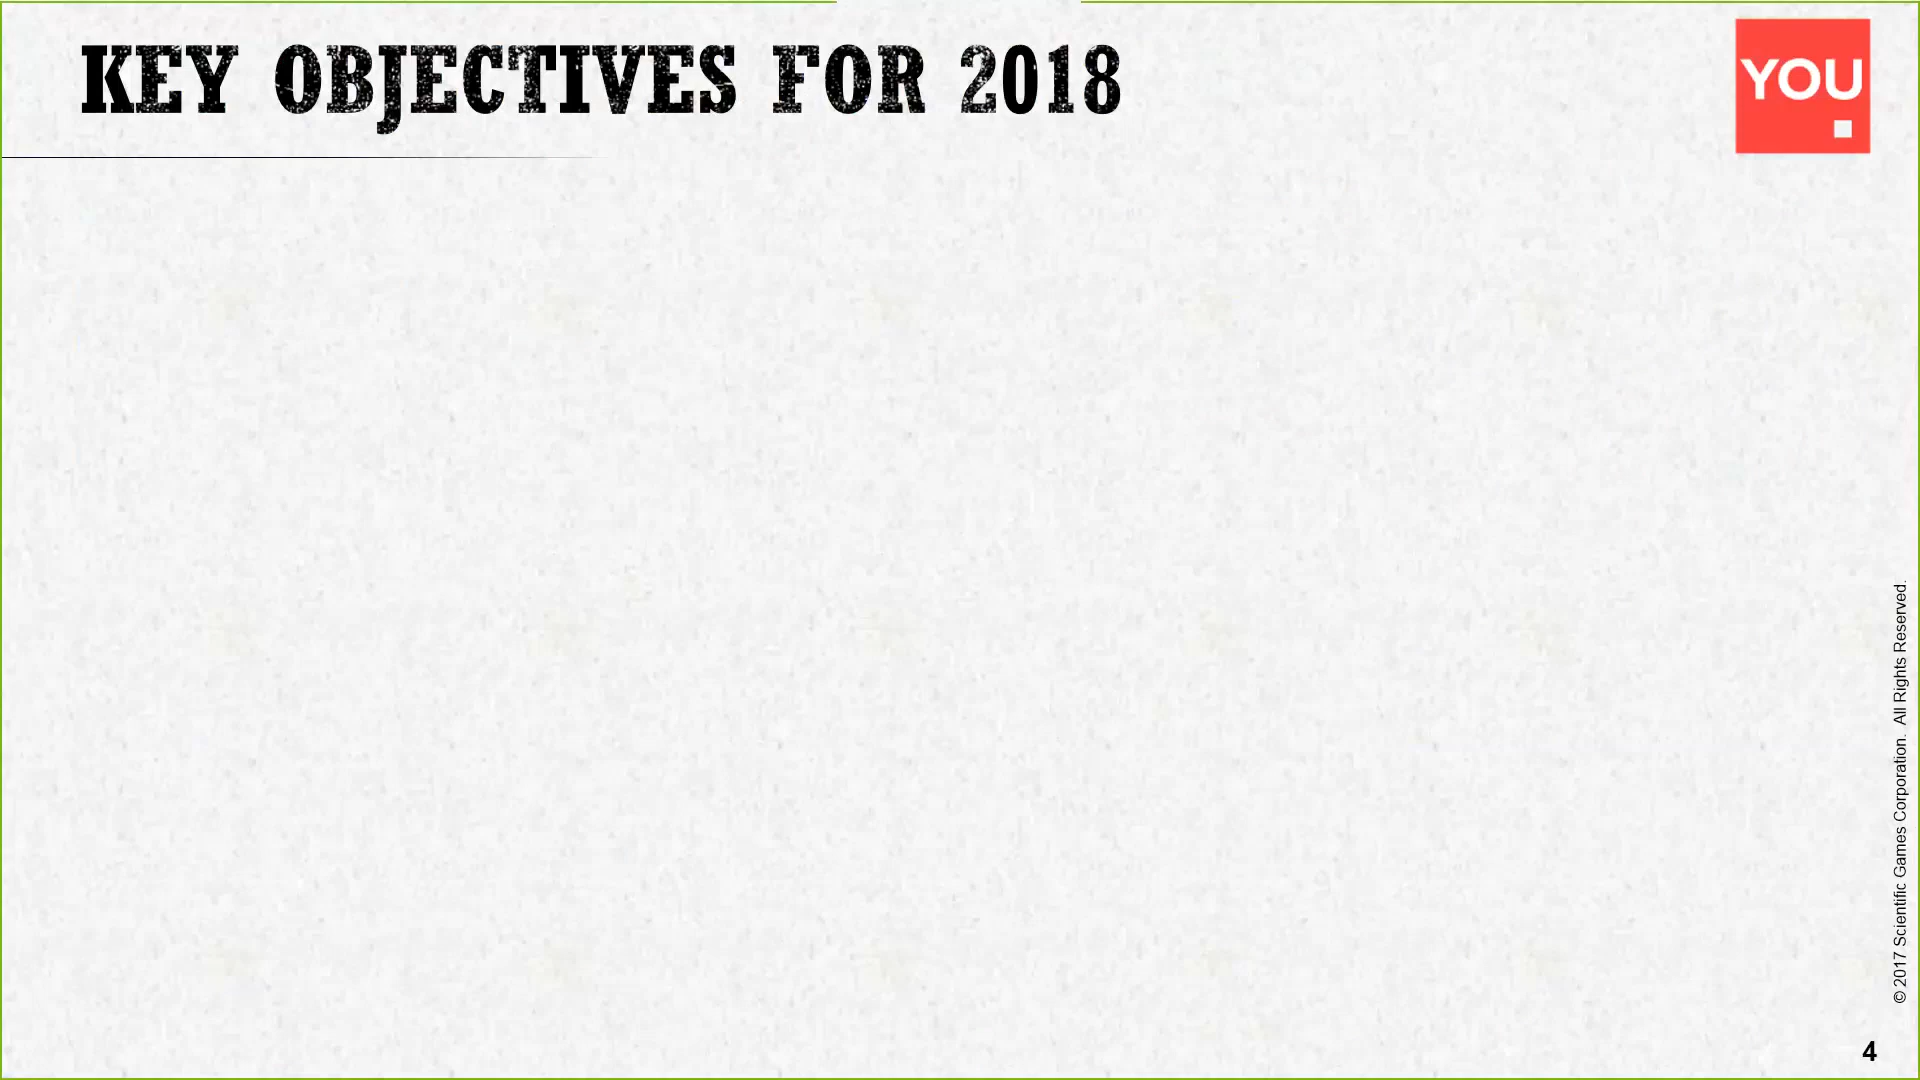 KEY OBJECTIVES FOR 2018
YOU
© 2017 Scientific Games Corporation. All Rights Reserved.
4